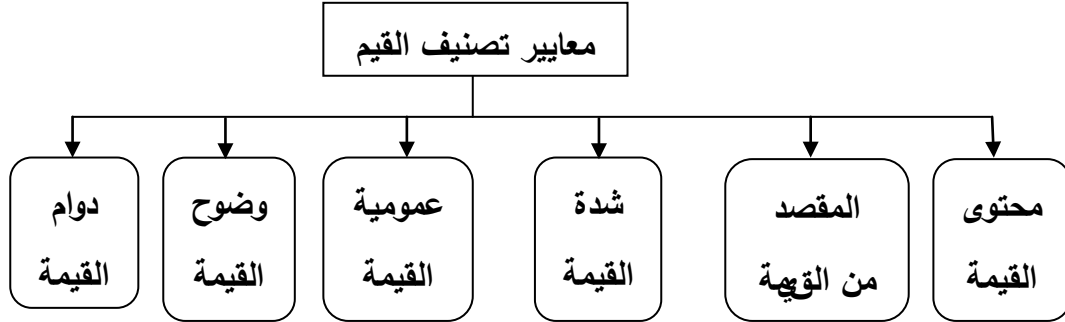 معايير تصنيف القيم
محتوى
القيمة
المقصد
من القيمة
شدة
القيمة
عمومية
القيمة
وضوح
القيمة
دوام
القيمة